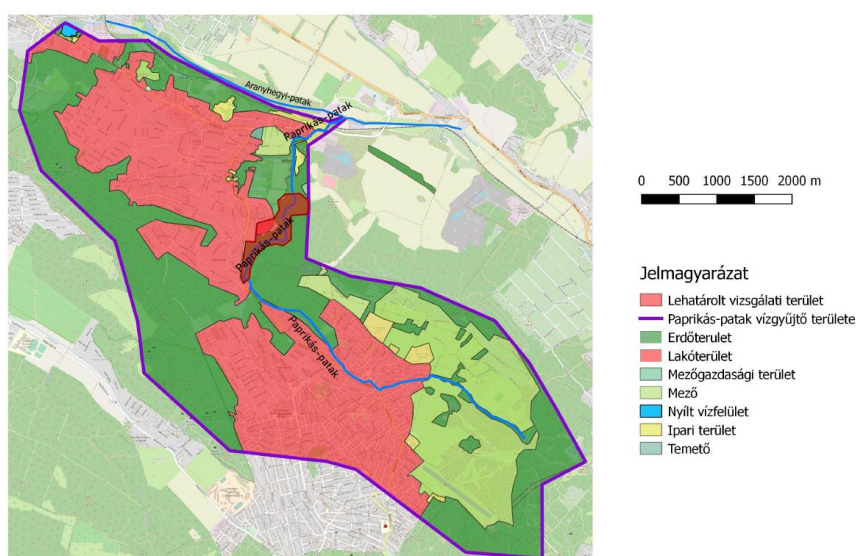 Aranyhegyi-patak
Paprikás-patak
Paprikás-patak
Paprikás-patak
0 500 1000 1500 2000 m
Jelmagyarázat
Lehatárolt vizsgálati terület
Paprikás-patak vízgyűjtő területe
Erdőterulet
Lakóterület
Mezőgazdasági terület
Mező
Nyílt vízfelület
Ipari terület
Temető